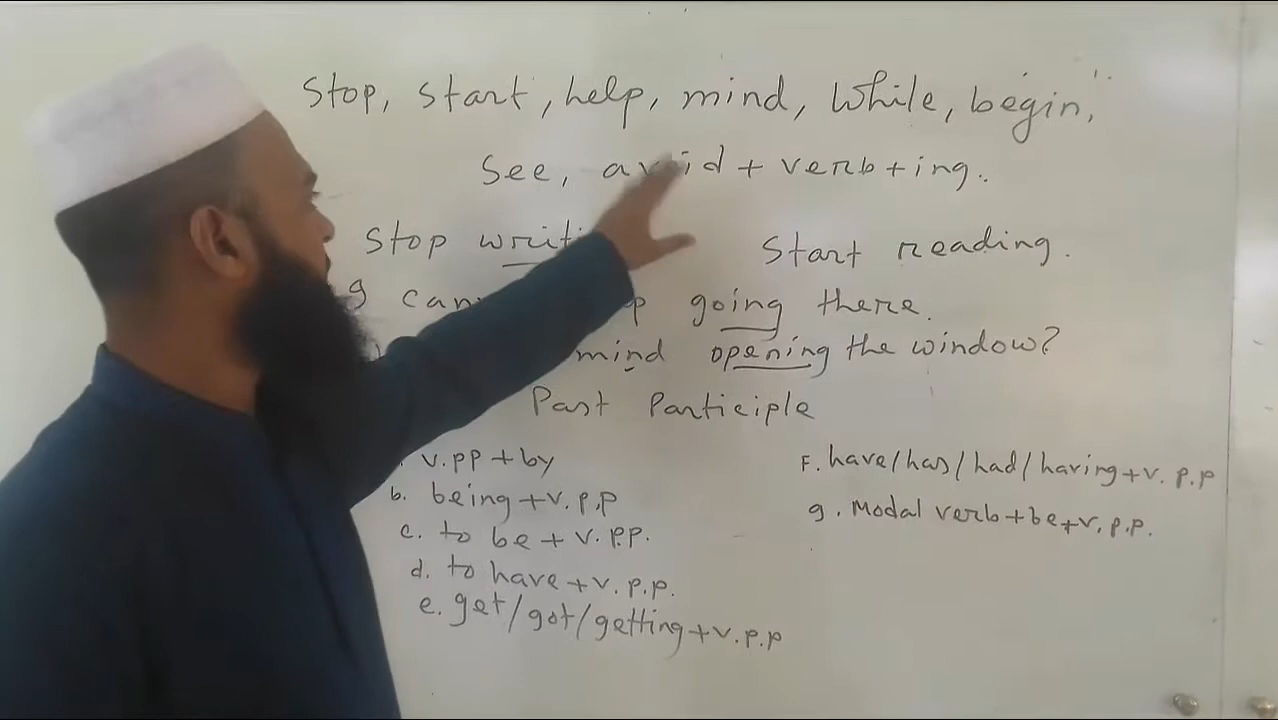 Stop, start, help, mind, while, begin,
see, avoid + verb + ing.
Stop Start reading.
going there.
mind opening the window?
Past Participle
v.pp + by
b. being + v.p.p
c. to be + v.p.p.
d. to have + v.p.p.
e. get/got/getting + v.p.p
F. have/has/had/having + v.p.p
g. Modal verb + be + v.p.p.